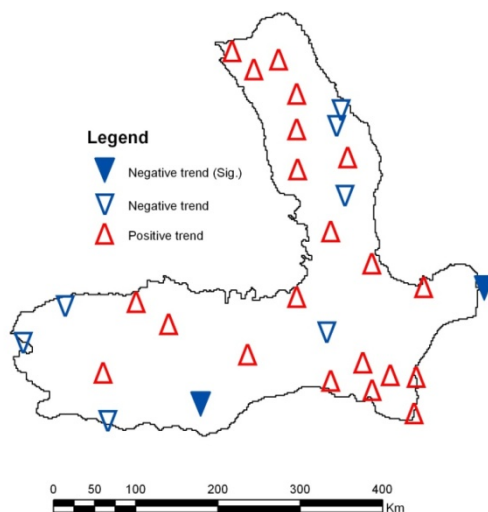 Legend
Negative trend (Sig.)
Negative trend
Positive trend
0 50 100 200 300 400
Km